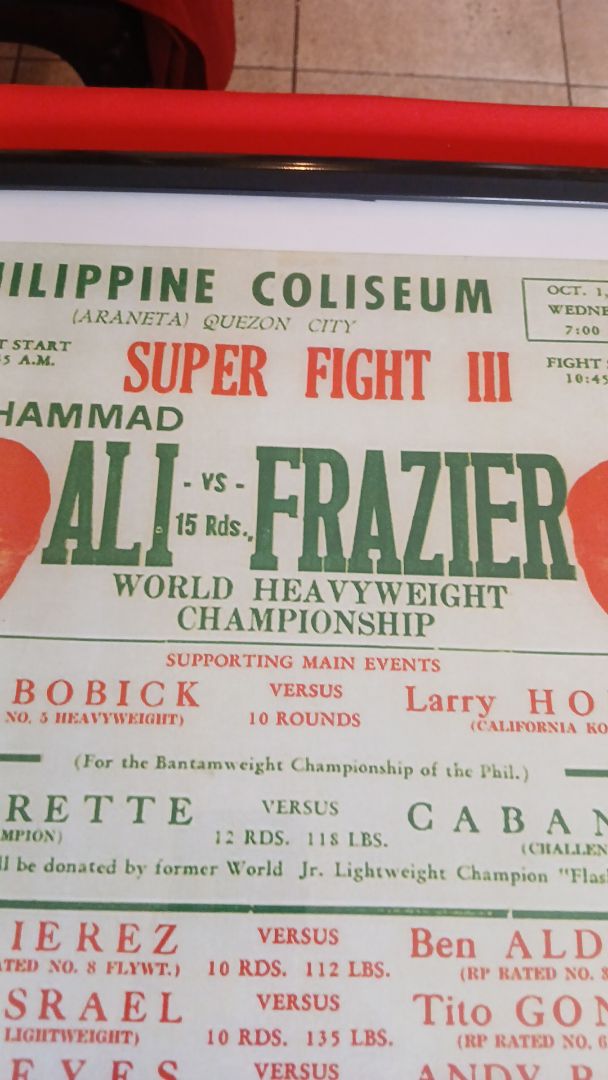 ILIPPINE COLISEUM
(ARANETA) QUEZON CITY
OCT. 1,
WEDNE
7:00
T START
5 A.M.
SUPER FIGHT III
FIGHT
10:45
HAMMAD
ALI - VS - FRAZIER
15 Rds.,
WORLD HEAVYWEIGHT
CHAMPIONSHIP
SUPPORTING MAIN EVENTS
BOBICK VERSUS Larry HO
NO. 5 HEAVYWEIGHT) 10 ROUNDS (CALIFORNIA KO
(For the Bantamweight Championship of the Phil.)
RETTE VERSUS CABAN
MPION) 12 RDS. 118 LBS. (CHALLEN
ll be donated by former World Jr. Lightweight Champion "Flas
IEREZ VERSUS Ben ALD
ATED NO. 8 FLYWT.) 10 RDS. 112 LBS. (RP RATED NO. 8
SRAEL VERSUS Tito GON
LIGHTWEIGHT) 10 RDS. 135 LBS. (RP RATED NO. 6
EYES VERSUS ANDY